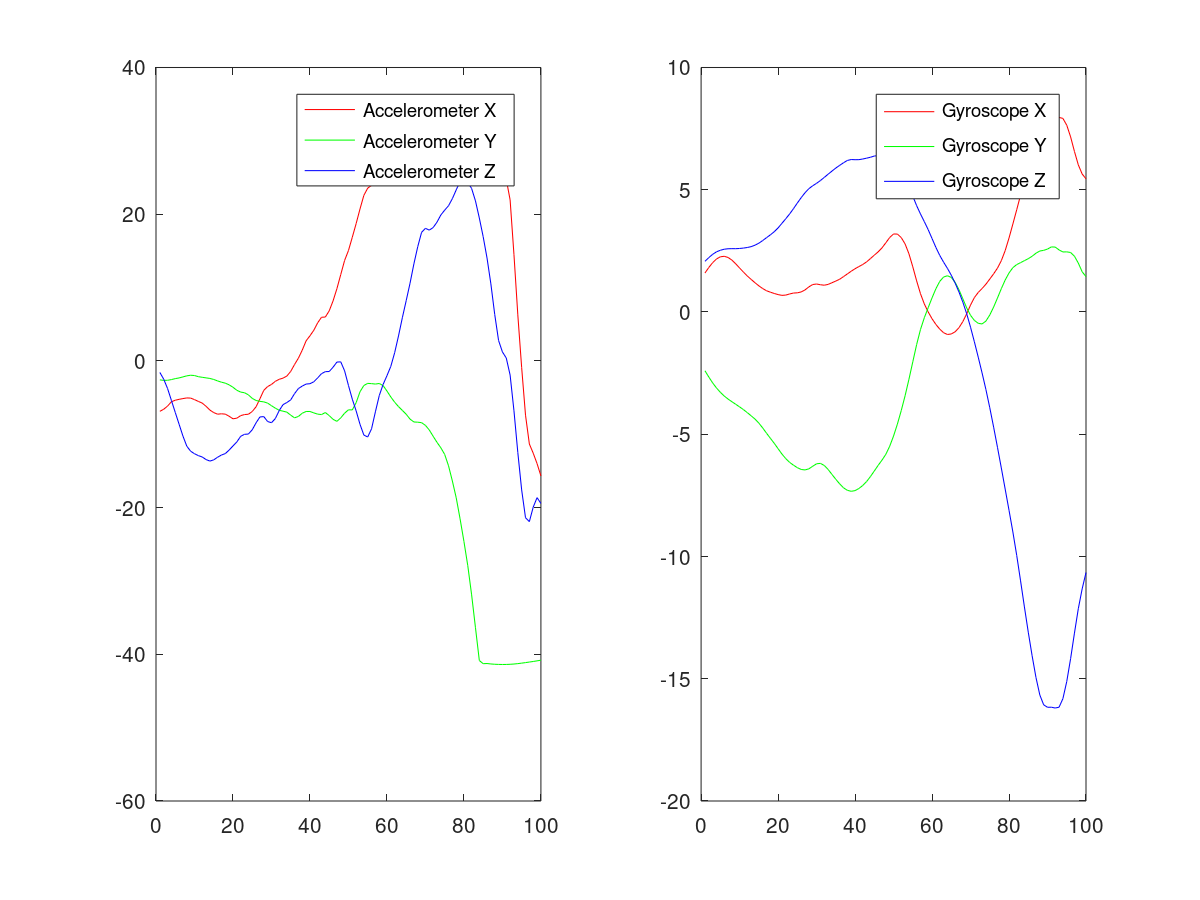 40
20
0
-20
-40
-60
0 20 40 60 80 100
Accelerometer X
Accelerometer Y
Accelerometer Z
10
5
0
-5
-10
-15
-20
0 20 40 60 80 100
Gyroscope X
Gyroscope Y
Gyroscope Z